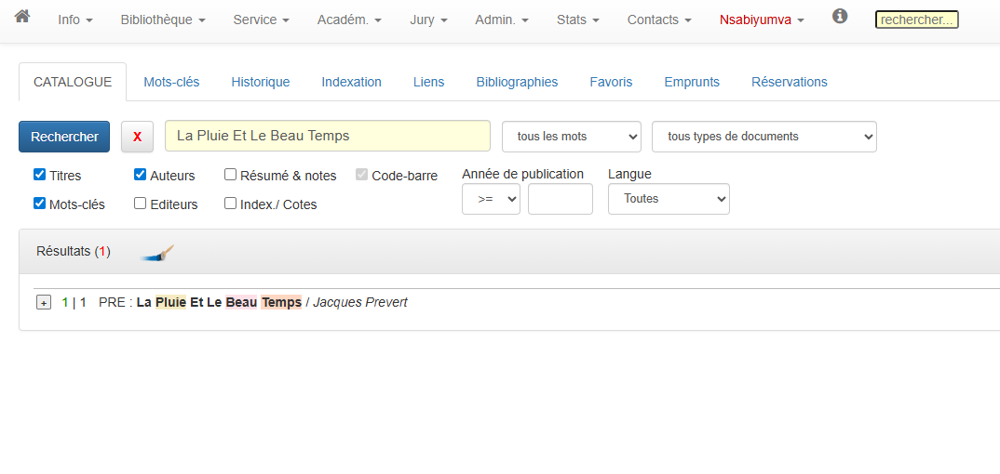 Info Bibliothèque Service Académ. Jury Admin. Stats Contacts Nsabiyumva rechercher...
CATALOGUE Mots-clés Historique Indexation Liens Bibliographies Favoris Emprunts Réservations
Rechercher X La Pluie Et Le Beau Temps tous les mots tous types de documents
Titres Auteurs Résumé & notes Code-barre Année de publication Langue
Mots-clés Editeurs Index./ Cotes >= Toutes
Résultats (1)
+ 1 | 1 PRE : La Pluie Et Le Beau Temps / Jacques Prevert